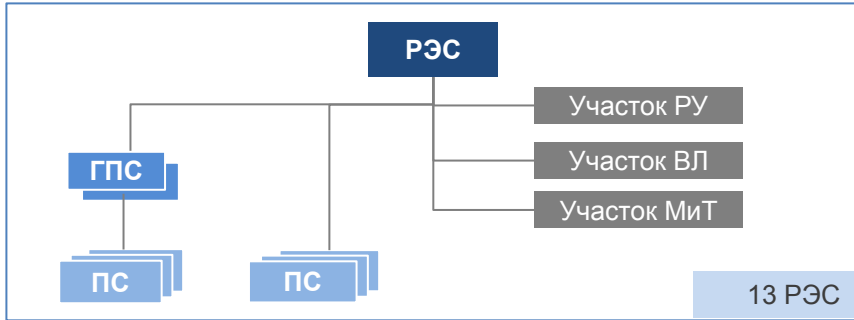 РЭС
Участок РУ
ГПС
Участок ВЛ
Участок МиТ
ПС
ПС
13 РЭС